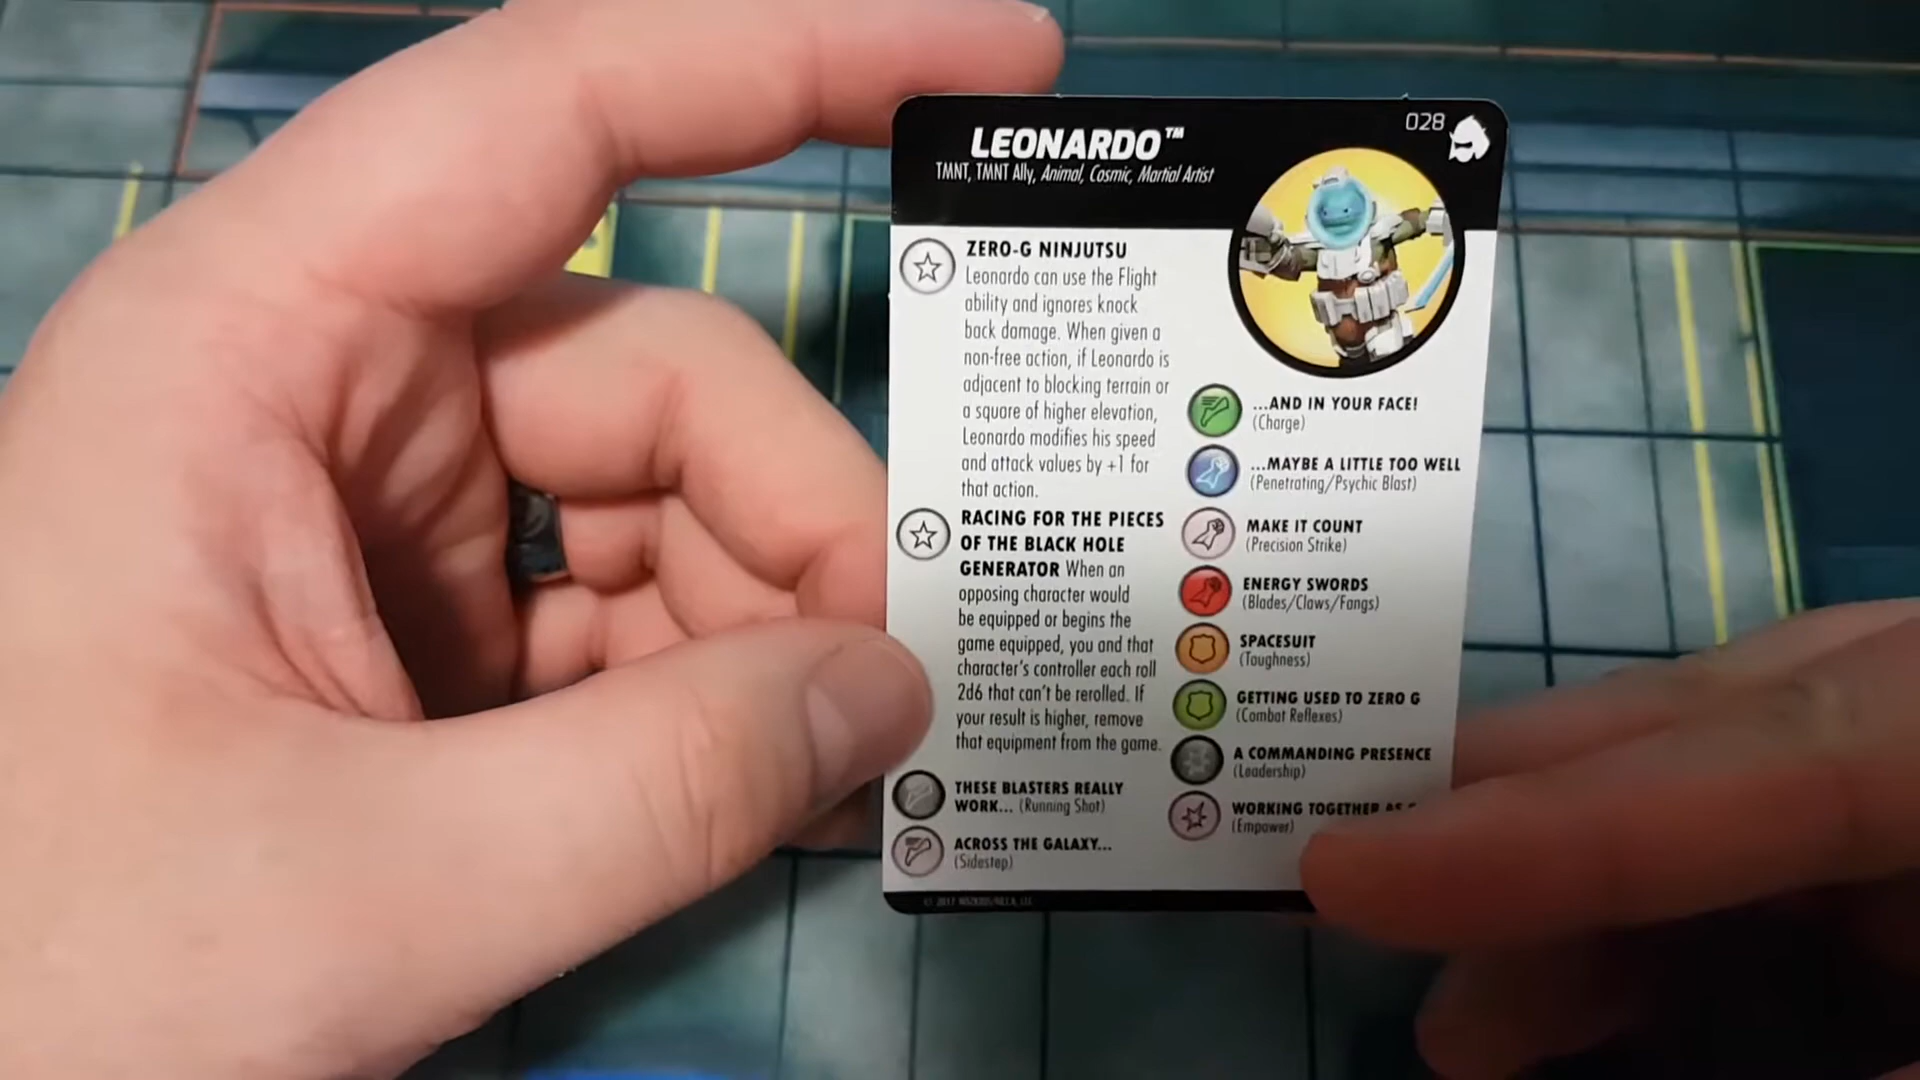 LEONARDO™
028
TMNT, TMNT Ally, Animal, Cosmic, Martial Artist
ZERO-G NINJUTSU
Leonardo can use the Flight
ability and ignores knock
back damage. When given a
non-free action, if Leonardo is
adjacent to blocking terrain or
a square of higher elevation,
Leonardo modifies his speed
and attack values by +1 for
that action.
RACING FOR THE PIECES
OF THE BLACK HOLE
GENERATOR When an
opposing character would
be equipped or begins the
game equipped, you and that
character's controller each roll
2d6 that can't be rerolled. If
your result is higher, remove
that equipment from the game.
THESE BLASTERS REALLY
WORK... (Running Shot)
ACROSS THE GALAXY...
(Sidestep)
...AND IN YOUR FACE!
(Charge)
...MAYBE A LITTLE TOO WELL
(Penetrating/Psychic Blast)
MAKE IT COUNT
(Precision Strike)
ENERGY SWORDS
(Blades/Claws/Fangs)
SPACESUIT
(Toughness)
GETTING USED TO ZERO G
(Combat Reflexes)
A COMMANDING PRESENCE
(Leadership)
WORKING TOGETHER AS
(Empower)